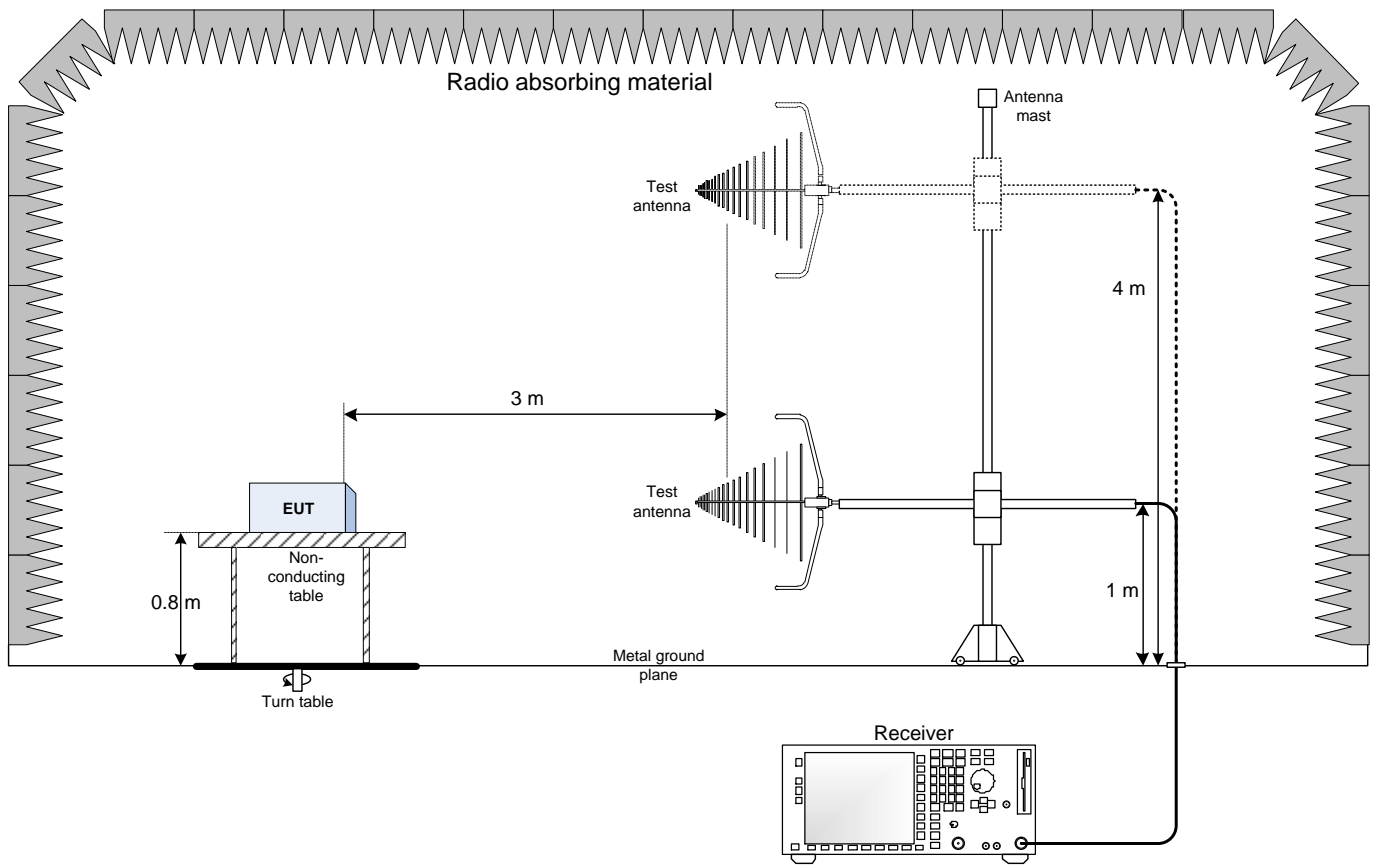 Radio absorbing material
Antenna
mast
Test
antenna
4 m
3 m
Test
antenna
EUT
Non-
conducting
table
0.8 m
1 m
Metal ground
plane
Turn table
Receiver